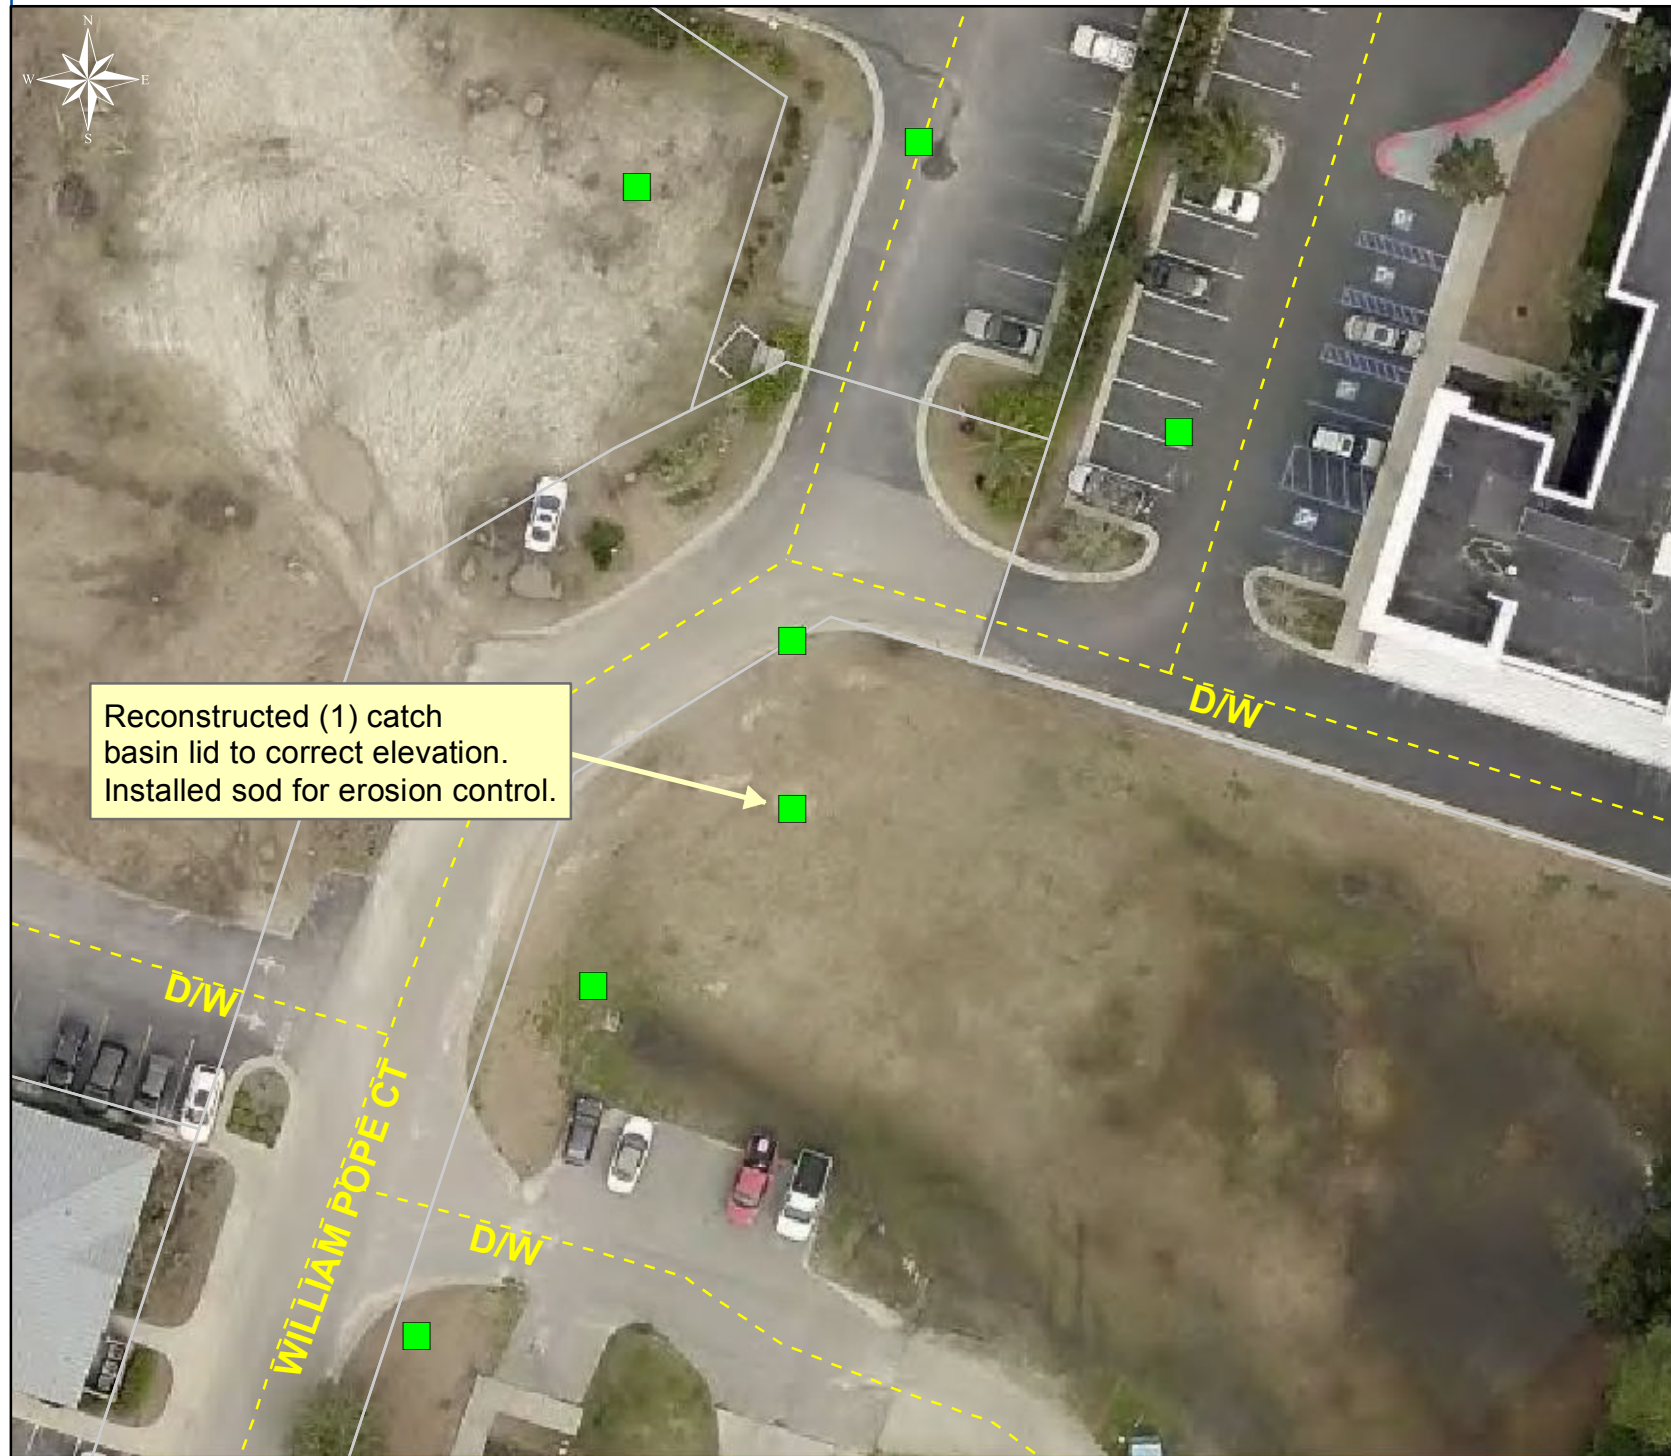 N
W E
S
D/W
Reconstructed (1) catch
basin lid to correct elevation.
Installed sod for erosion control.
D/W
WILLIAM POPE CT
D/W